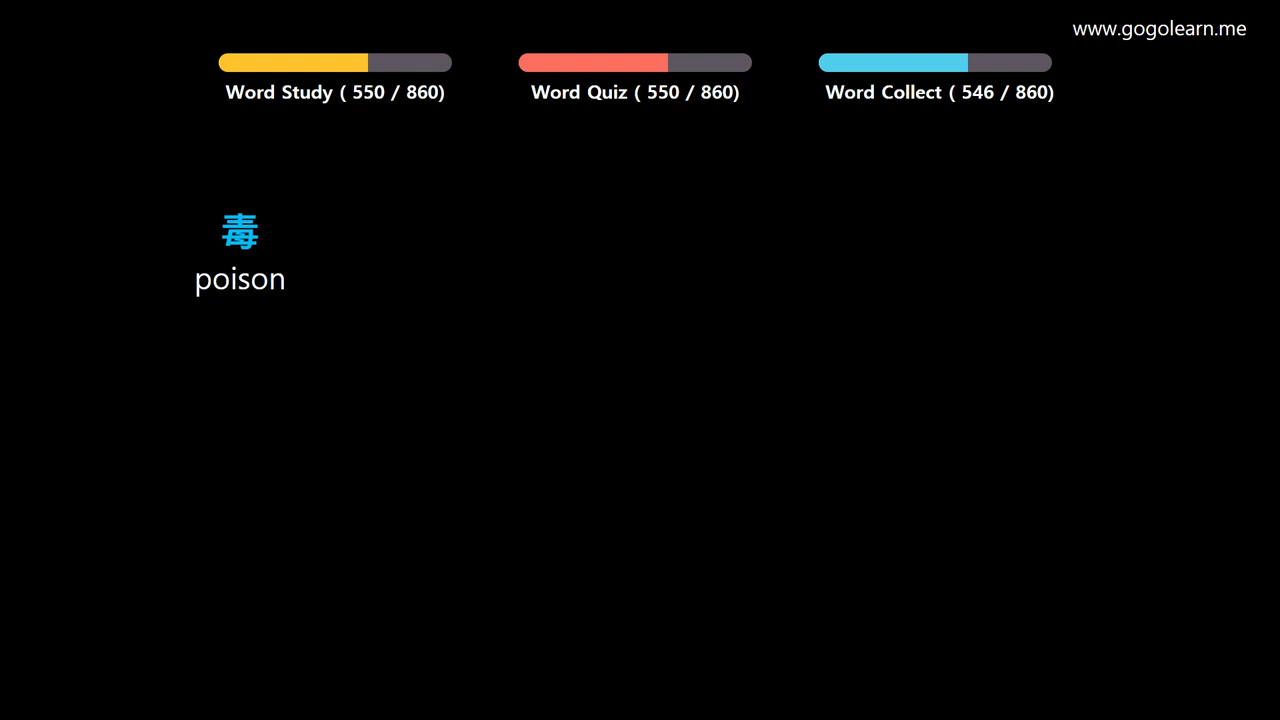 www.gogolearn.me
Word Study ( 550 / 860)
Word Quiz ( 550 / 860)
Word Collect ( 546 / 860)
毒
poison